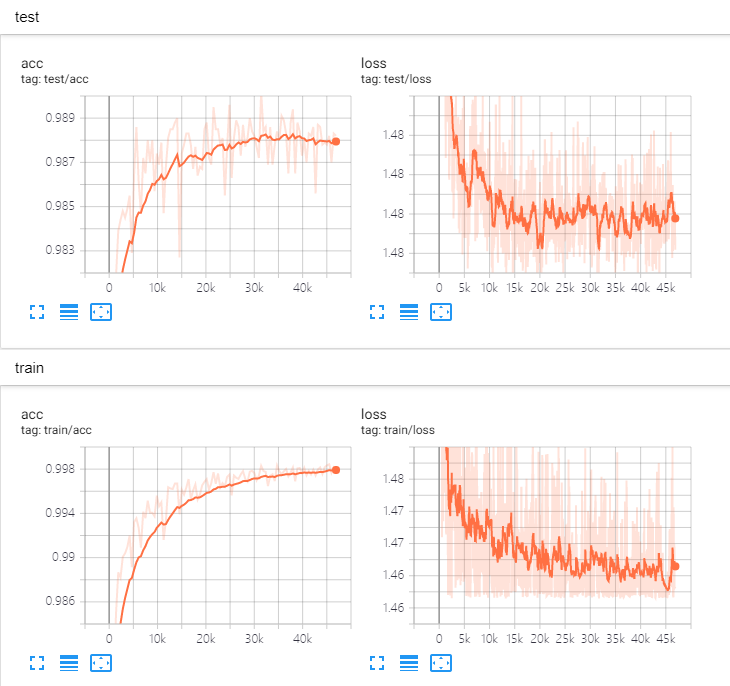 test
acc
tag: test/acc
0.989
0.987
0.985
0.983
0 10k 20k 30k 40k
loss
tag: test/loss
1.48
1.48
1.48
1.48
0 5k 10k 15k 20k 25k 30k 35k 40k 45k
train
acc
tag: train/acc
0.998
0.994
0.99
0.986
0 10k 20k 30k 40k
loss
tag: train/loss
1.48
1.47
1.47
1.46
1.46
0 5k 10k 15k 20k 25k 30k 35k 40k 45k